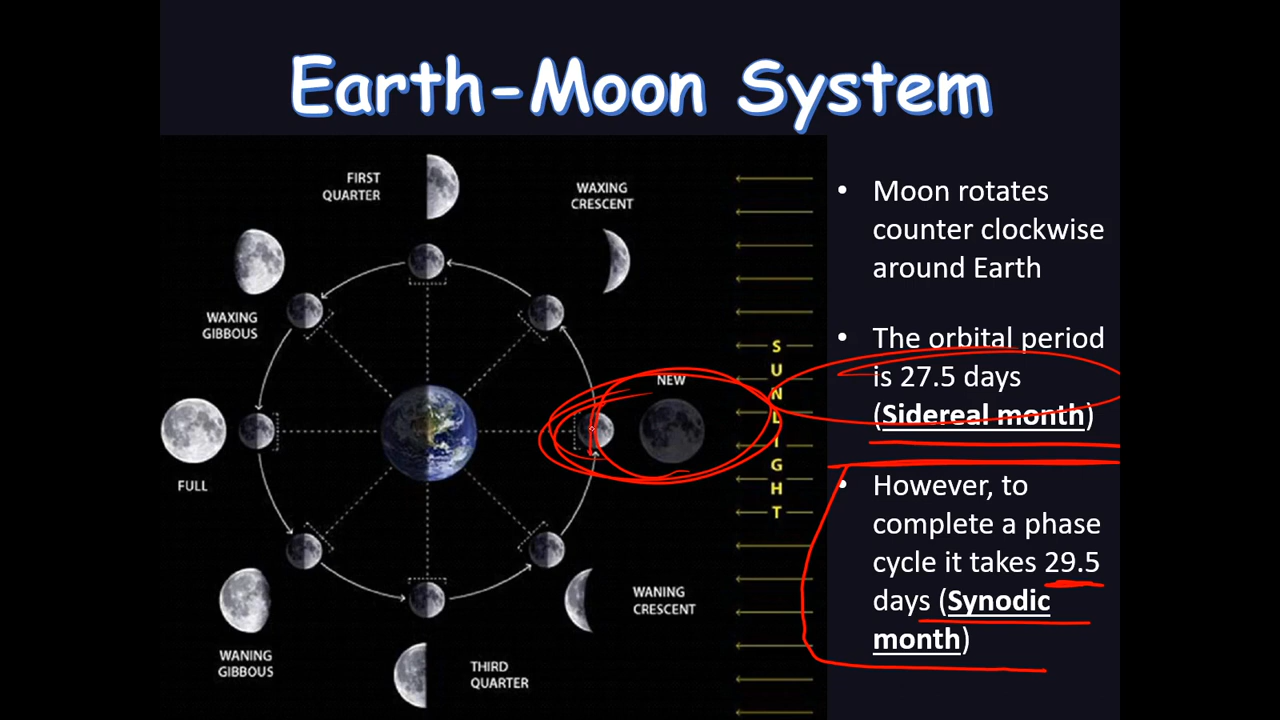 Earth-Moon System
FIRST
QUARTER
WAXING
CRESCENT
WAXING
GIBBOUS
NEW
FULL
WANING
CRESCENT
WANING
GIBBOUS
THIRD
QUARTER
S
U
N
L
I
G
H
T
• Moon rotates
counter clockwise
around Earth
• The orbital period
is 27.5 days
(Sidereal month)
• However, to
complete a phase
cycle it takes 29.5
days (Synodic
month)